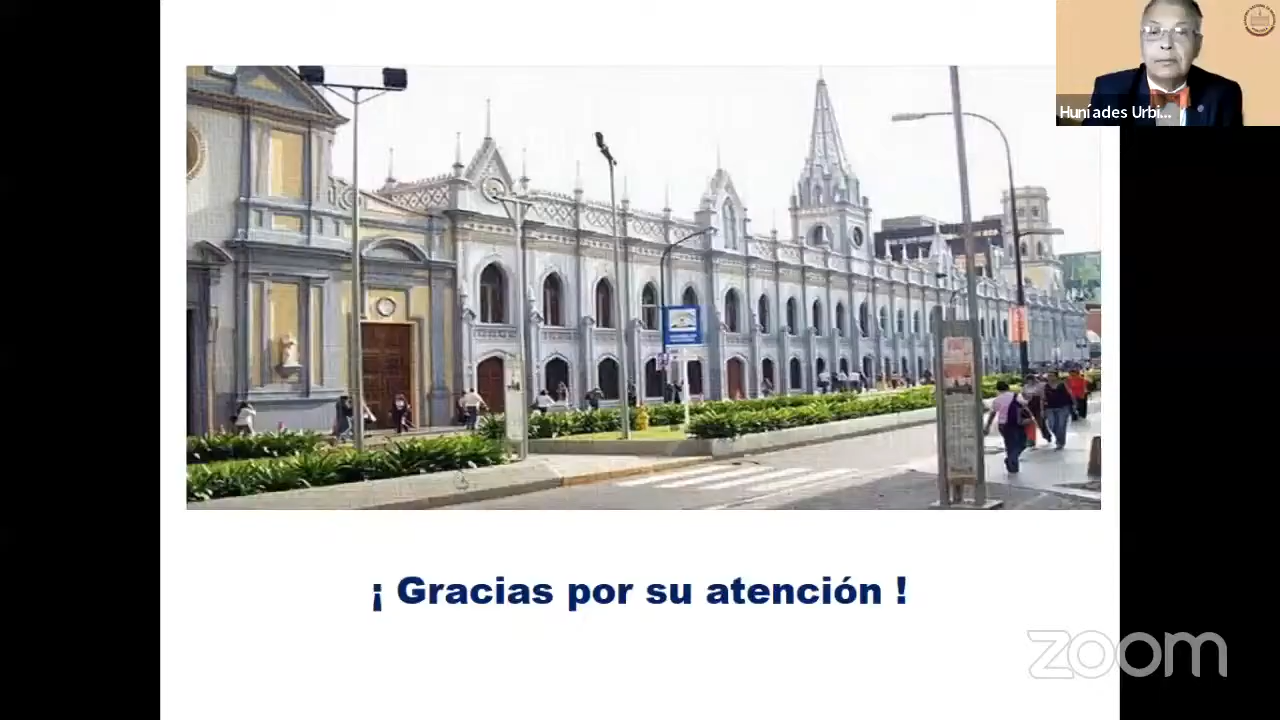 Huníades Urbi...
¡ Gracias por su atención !
zoom